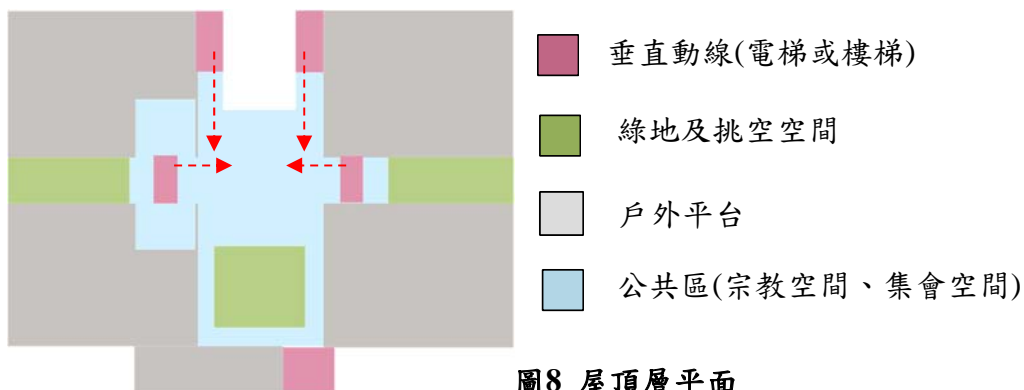 垂直動線(電梯或樓梯)
綠地及挑空空間
戶外平台
公共區(宗教空間、集會空間)
圖8 屋頂層平面